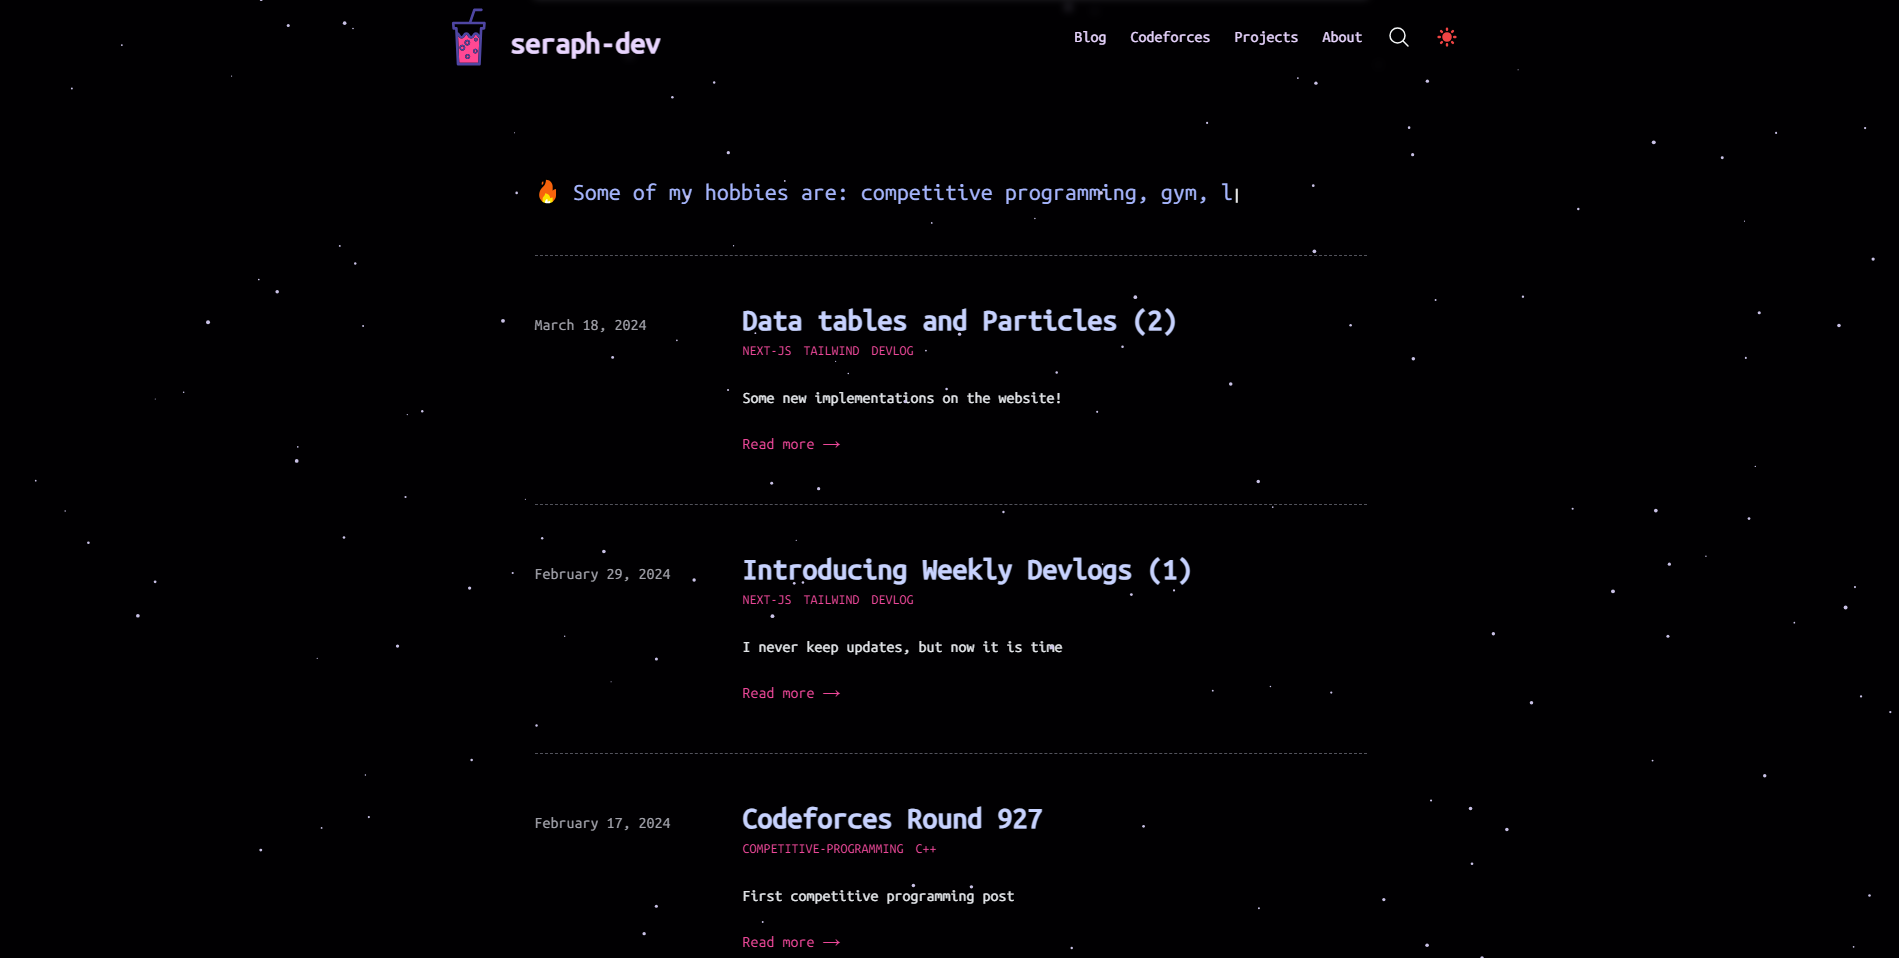 seraph-dev
Blog Codeforces Projects About
Some of my hobbies are: competitive programming, gym, l
March 18, 2024
Data tables and Particles (2)
NEXT-JS TAILWIND DEVLOG
Some new implementations on the website!
Read more →
February 29, 2024
Introducing Weekly Devlogs (1)
NEXT-JS TAILWIND DEVLOG
I never keep updates, but now it is time
Read more →
February 17, 2024
Codeforces Round 927
COMPETITIVE-PROGRAMMING C++
First competitive programming post
Read more →